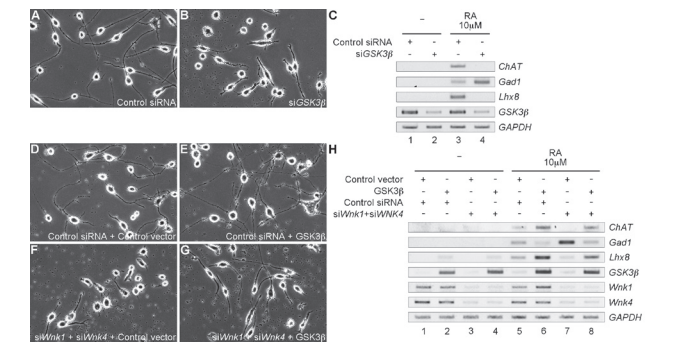 A
Control siRNA
B
siGSK3β
C
– RA
10μM
Control siRNA + - + -
siGSK3β - + - +
ChAT
Gad1
Lhx8
GSK3β
GAPDH
1 2 3 4
D
Control siRNA + Control vector
E
Control siRNA + GSK3β
F
siWnk1 + siWnk4 + Control vector
G
siWnk1 + siWnk4 + GSK3β
H
– RA
10μM
Control vector + - + - + - + -
GSK3β - + - + - + - +
Control siRNA + + - - + + - -
siWnk1+siWNK4 - - + + - - + +
ChAT
Gad1
Lhx8
GSK3β
Wnk1
Wnk4
GAPDH
1 2 3 4 5 6 7 8